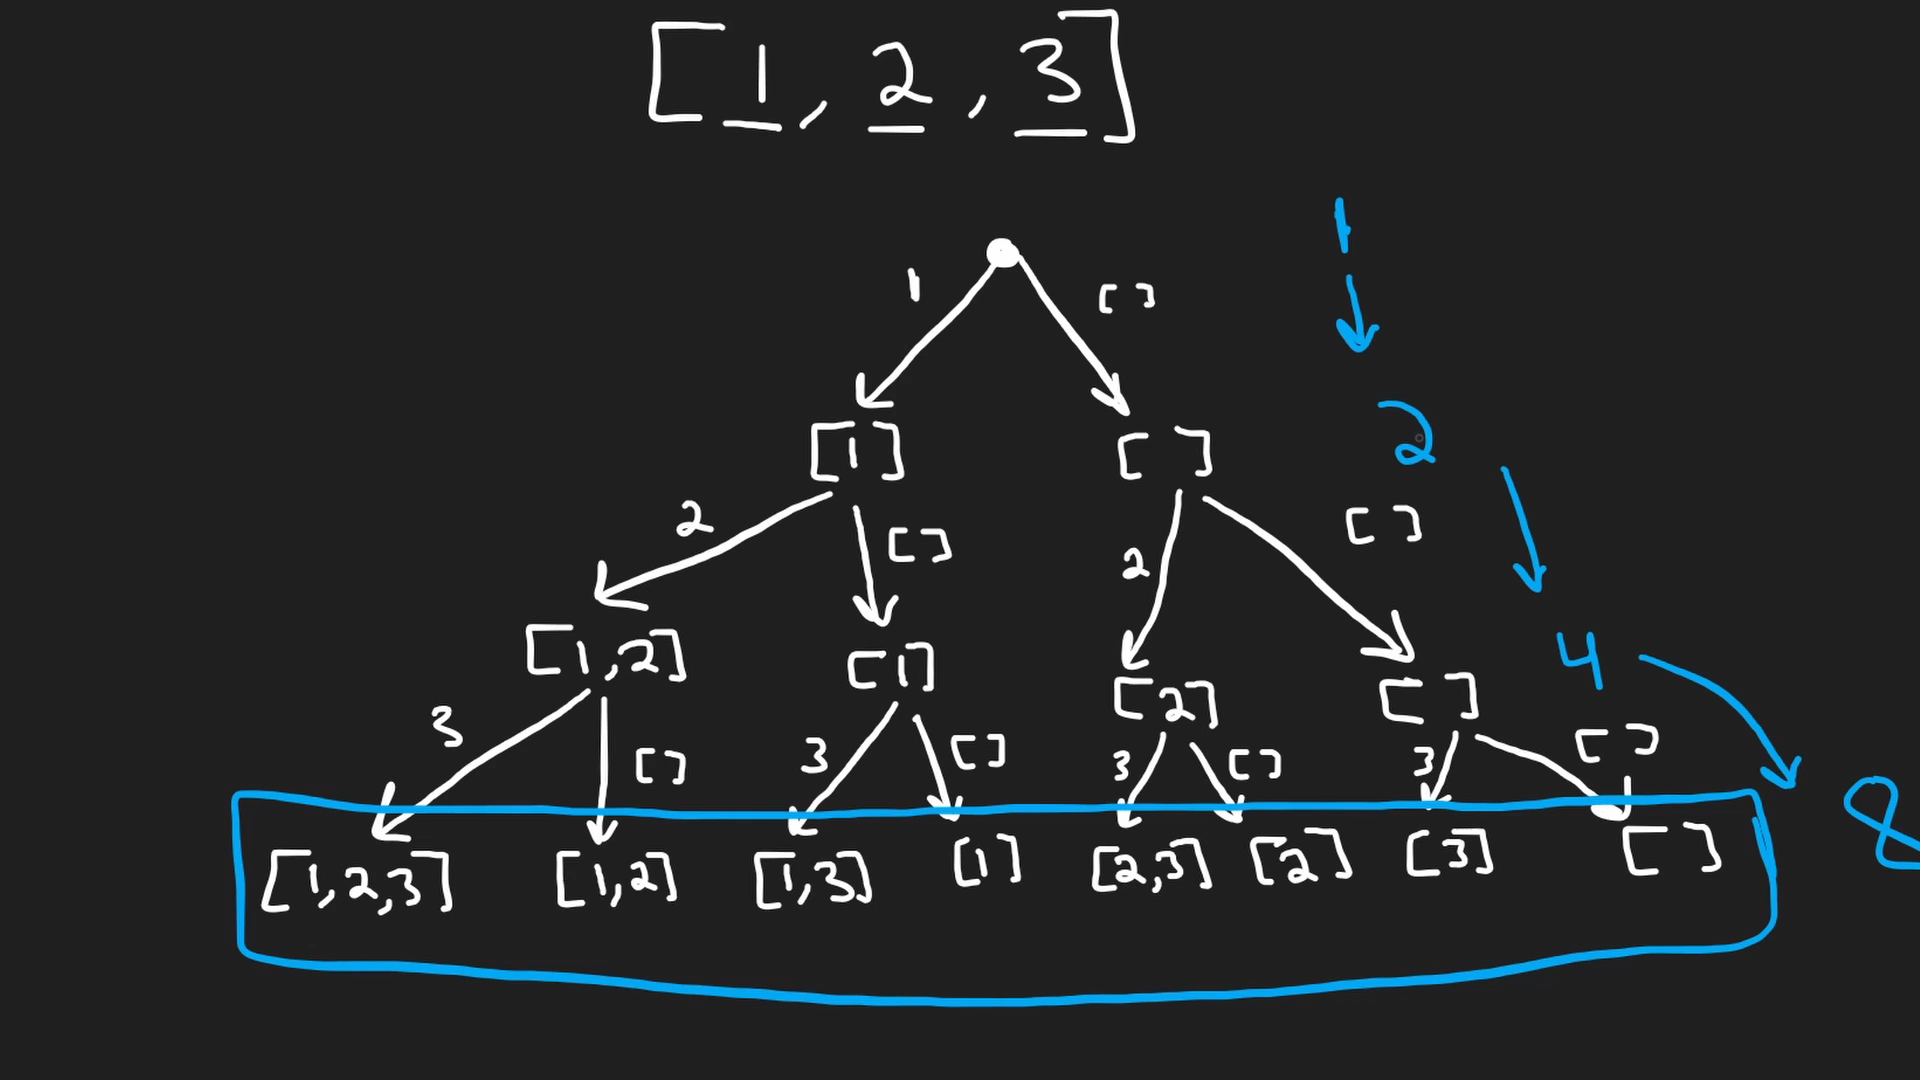 [1, 2, 3]
1
1 []
[1] [] 2
2 [] 2 []
[1,2] [1] [2] [] 4
3 [] 3 [] 3 [] 3 []
[1,2,3] [1,2] [1,3] [1] [2,3] [2] [3] [] 8